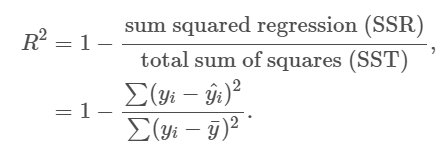 R² = 1 − sum squared regression (SSR) / total sum of squares (SST),
= 1 − ∑(yᵢ − ŷᵢ)² / ∑(yᵢ − ȳ)².